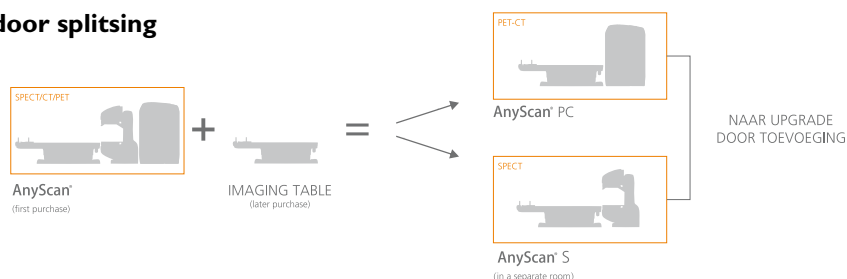 door splitsing
SPECT/CT/PET
AnyScan®
(first purchase)
+
IMAGING TABLE
(later purchase)
=
PET-CT
AnyScan® PC
SPECT
AnyScan® S
(in a separate room)
NAAR UPGRADE
DOOR TOEVOEGING